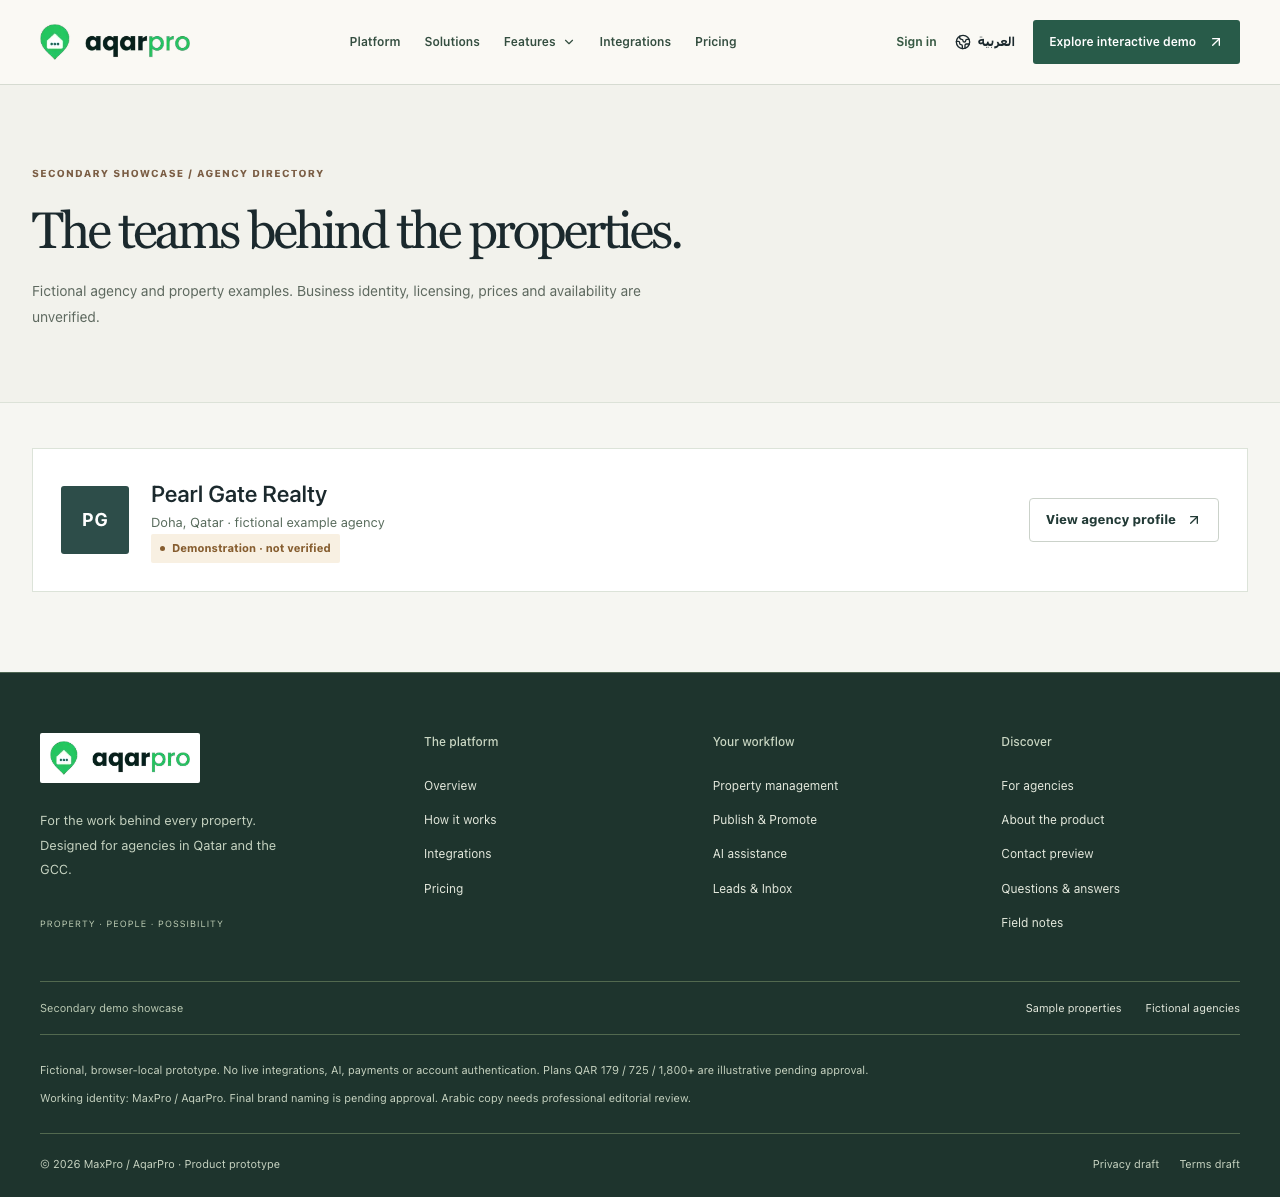 aqarpro
Platform
Solutions
Features
Integrations
Pricing
Sign in
العربية
Explore interactive demo
SECONDARY SHOWCASE / AGENCY DIRECTORY
The teams behind the properties.
Fictional agency and property examples. Business identity, licensing, prices and availability are
unverified.
PG
Pearl Gate Realty
Doha, Qatar · fictional example agency
Demonstration · not verified
View agency profile
aqarpro
For the work behind every property.
Designed for agencies in Qatar and the
GCC.
PROPERTY · PEOPLE · POSSIBILITY
The platform
Overview
How it works
Integrations
Pricing
Your workflow
Property management
Publish & Promote
AI assistance
Leads & Inbox
Discover
For agencies
About the product
Contact preview
Questions & answers
Field notes
Secondary demo showcase
Sample properties
Fictional agencies
Fictional, browser-local prototype. No live integrations, AI, payments or account authentication. Plans QAR 179 / 725 / 1,800+ are illustrative pending approval.
Working identity: MaxPro / AqarPro. Final brand naming is pending approval. Arabic copy needs professional editorial review.
© 2026 MaxPro / AqarPro · Product prototype
Privacy draft
Terms draft